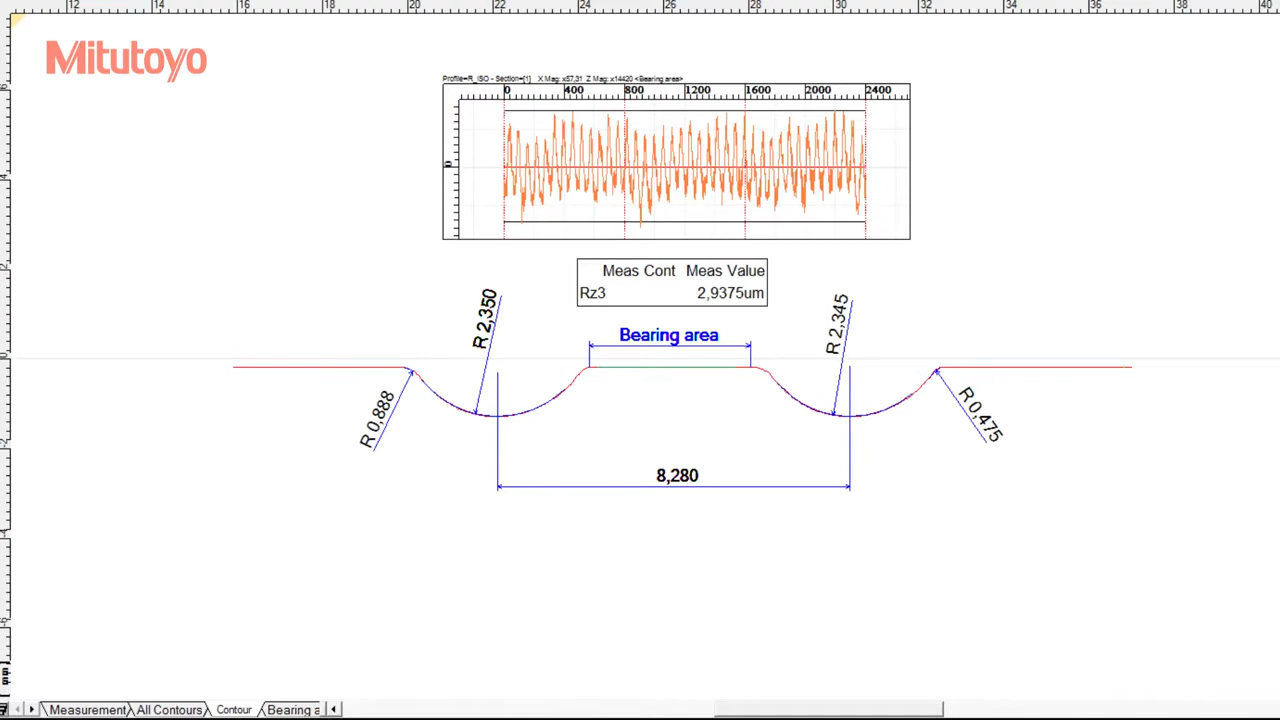 12 14 16 18 20 22 24 26 28 30 32 34 36 38 40
Mitutoyo
Profile=R_ISO - Section=[1] X Mag: x57,31 Z Mag: x14420 <Bearing area>
0 400 800 1200 1600 2000 2400
0
Meas Cont Meas Value
Rz3 2,9375um
R 2,350
R 2,345
Bearing area
R 0,888
R 0,475
8,280
Measurement All Contours Contour Bearing a